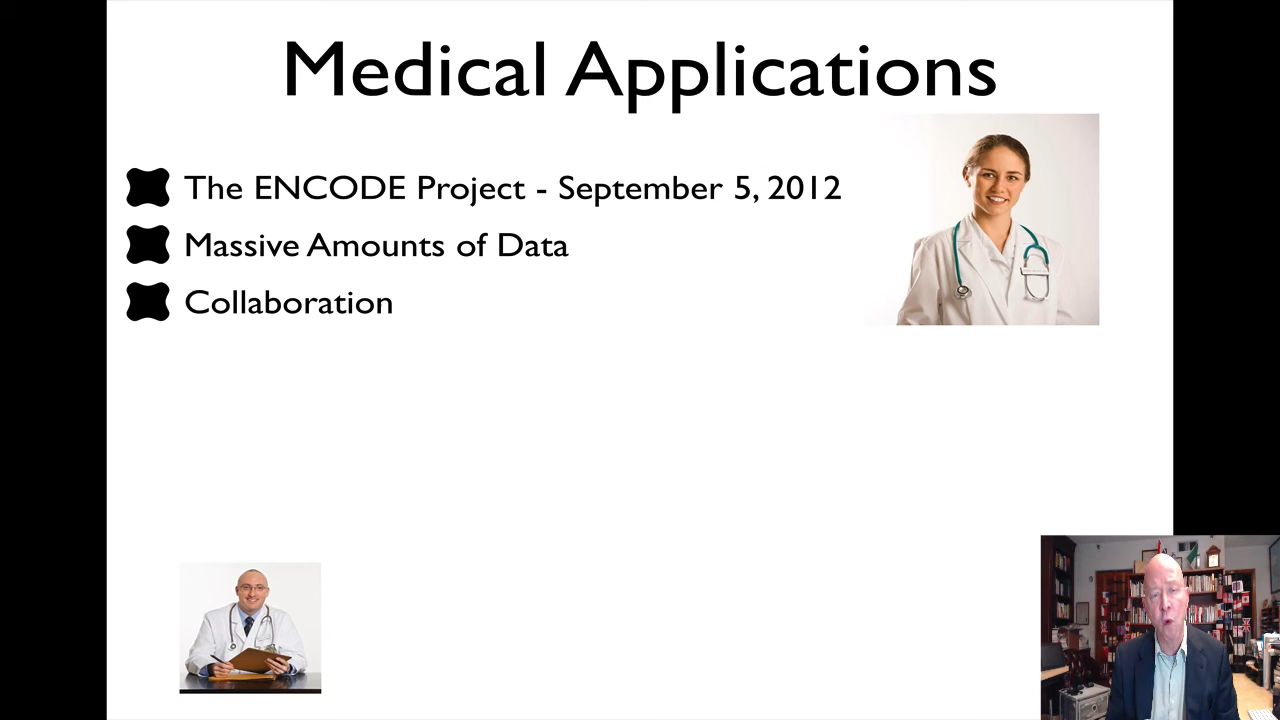 Medical Applications
The ENCODE Project - September 5, 2012
Massive Amounts of Data
Collaboration